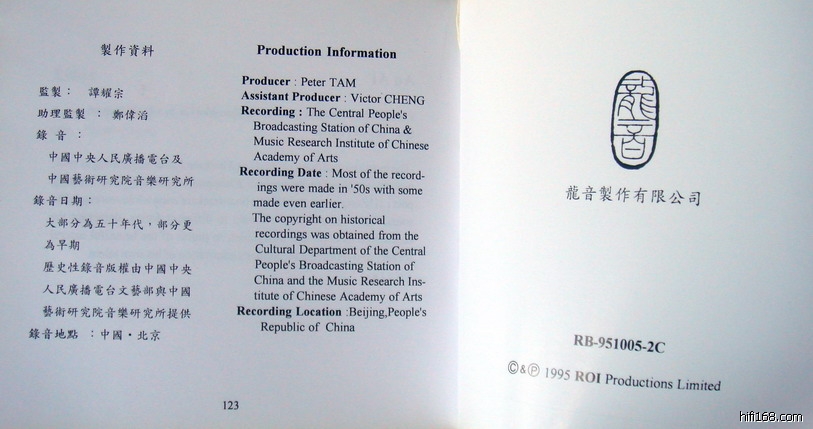 製作資料
監製： 譚耀宗
助理監製： 鄭偉滔
錄音：
中國中央人民廣播電台及
中國藝術研究院音樂研究所
錄音日期：
大部分為五十年代，部分更
為早期
歷史性錄音版權由中國中央
人民廣播電台文藝部與中國
藝術研究院音樂研究所提供
錄音地點 ：中國·北京
Production Information
Producer : Peter TAM
Assistant Producer : Victor CHENG
Recording : The Central People's
Broadcasting Station of China &
Music Research Institute of Chinese
Academy of Arts
Recording Date : Most of the record-
ings were made in '50s with some
made even earlier.
The copyright on historical
recordings was obtained from the
Cultural Department of the Central
People's Broadcasting Station of
China and the Music Research Ins-
titute of Chinese Academy of Arts
Recording Location :Beijing,People's
Republic of China
123
龍音
龍音製作有限公司
RB-951005-2C
©&℗ 1995 ROI Productions Limited
hifi168.com